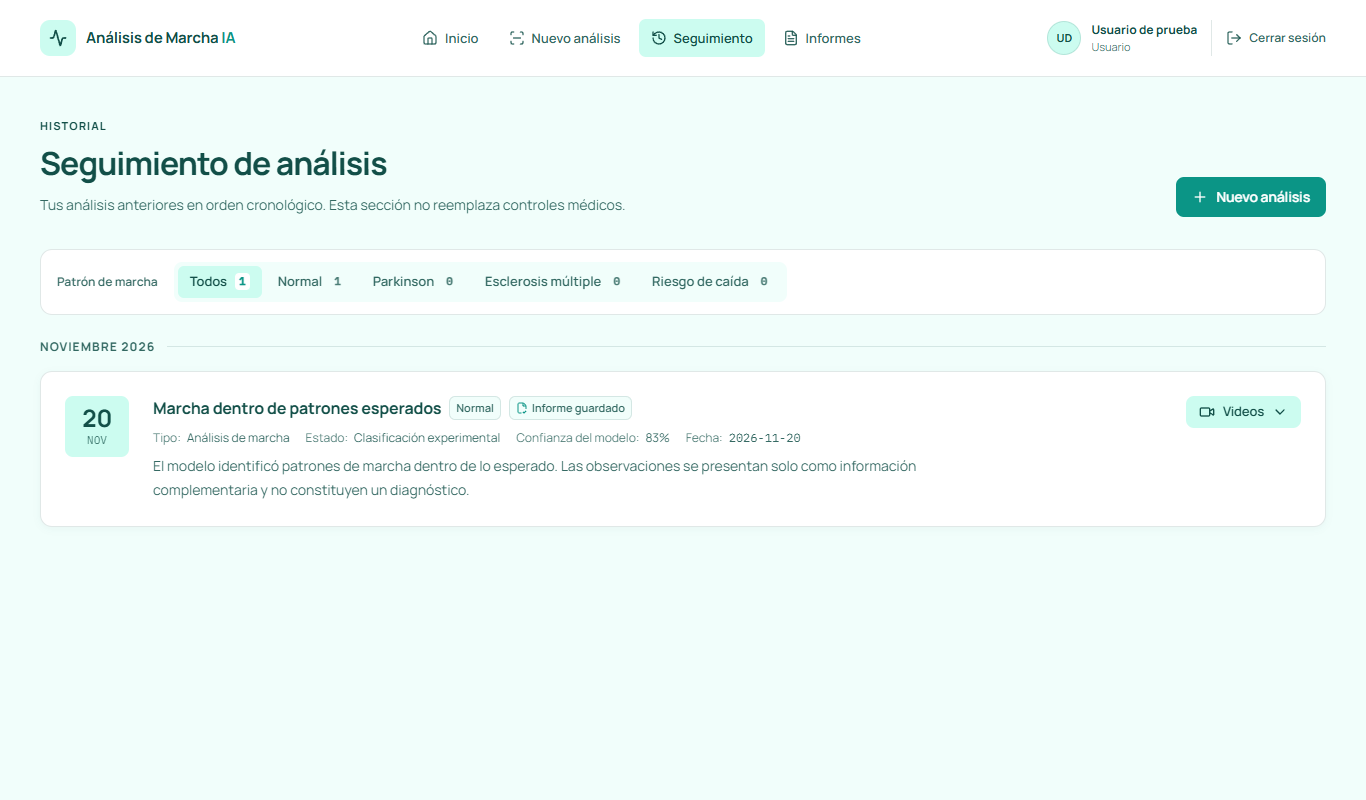 Análisis de Marcha IA
Inicio
Nuevo análisis
Seguimiento
Informes
UD
Usuario de prueba
Usuario
Cerrar sesión
HISTORIAL
Seguimiento de análisis
Tus análisis anteriores en orden cronológico. Esta sección no reemplaza controles médicos.
Nuevo análisis
Patrón de marcha
Todos 1
Normal 1
Parkinson 0
Esclerosis múltiple 0
Riesgo de caída 0
NOVIEMBRE 2026
20
NOV
Marcha dentro de patrones esperados
Normal
Informe guardado
Videos
Tipo: Análisis de marcha Estado: Clasificación experimental Confianza del modelo: 83% Fecha: 2026-11-20
El modelo identificó patrones de marcha dentro de lo esperado. Las observaciones se presentan solo como información
complementaria y no constituyen un diagnóstico.